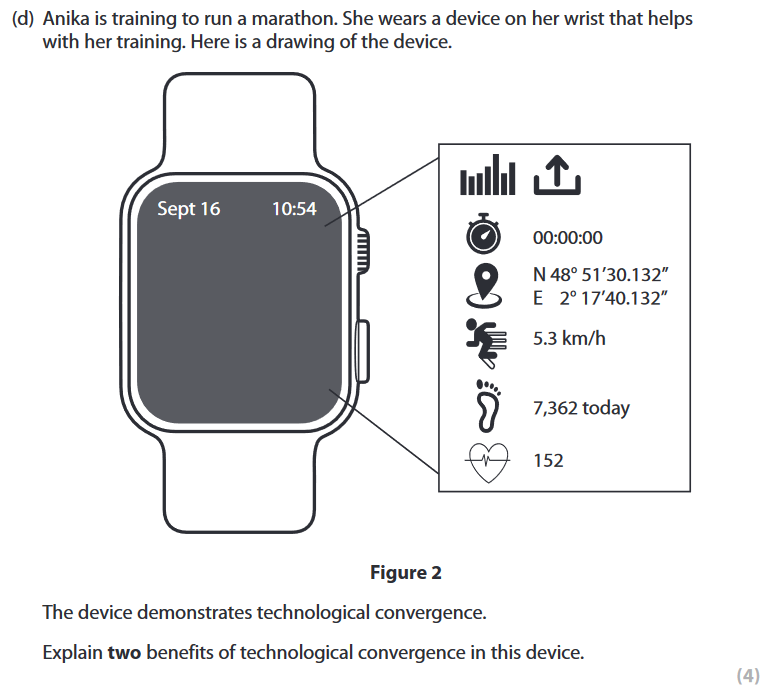 (d) Anika is training to run a marathon. She wears a device on her wrist that helps
with her training. Here is a drawing of the device.
Sept 16 10:54
00:00:00
N 48° 51’30.132”
E 2° 17’40.132”
5.3 km/h
7,362 today
152
Figure 2
The device demonstrates technological convergence.
Explain two benefits of technological convergence in this device.
(4)